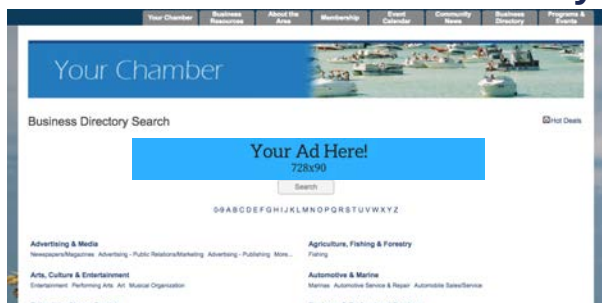 Your Chamber
Business Resources
About the Area
Membership
Event Calendar
Community News
Business Directory
Programs & Events
Your Chamber
Business Directory Search
Hot Deals
Your Ad Here!
728x90
Search
0-9 A B C D E F G H I J K L M N O P Q R S T U V W X Y Z
Advertising & Media
Newspapers/Magazines Advertising - Public Relations/Marketing Advertising - Publishing More...
Agriculture, Fishing & Forestry
Fishing
Arts, Culture & Entertainment
Entertainment Performing Arts Art Musical Organization
Automotive & Marine
Marinas Automotive Service & Repair Automobile Sales/Service